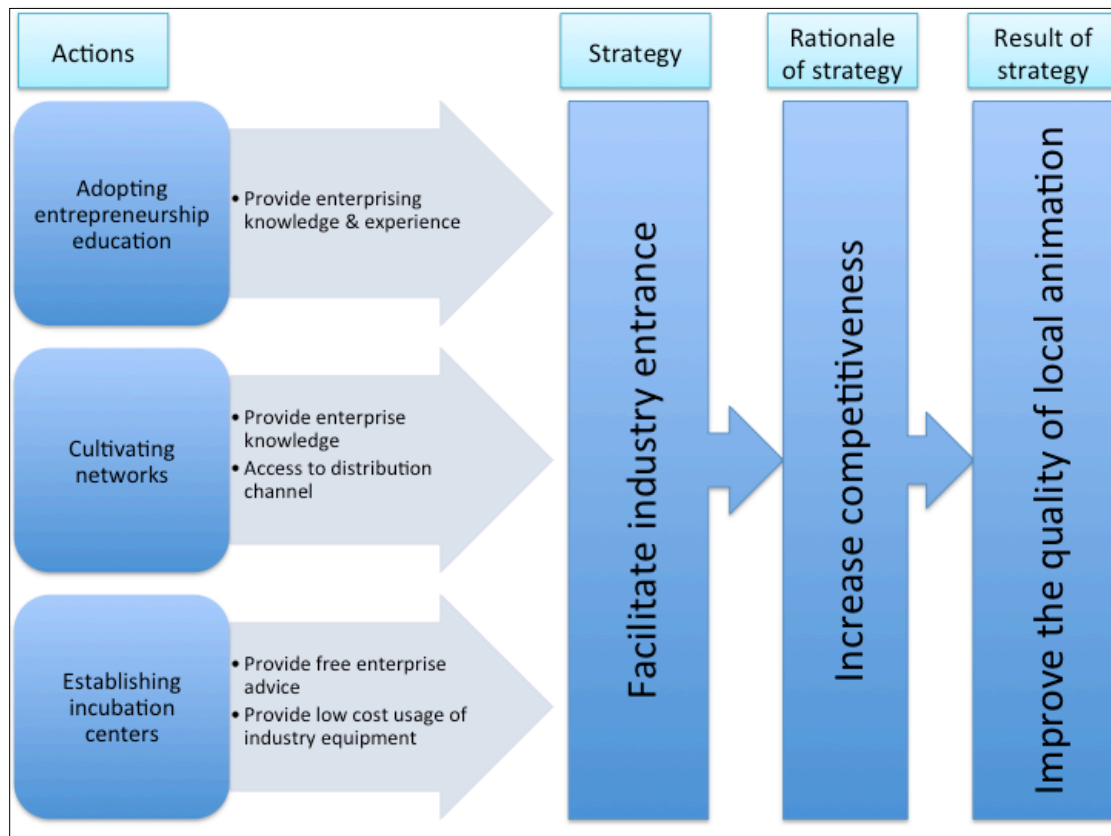 Actions
Strategy
Rationale
of strategy
Result of
strategy
Adopting
entrepreneurship
education
• Provide enterprising
knowledge & experience
Cultivating
networks
• Provide enterprise
knowledge
• Access to distribution
channel
Establishing
incubation
centers
• Provide free enterprise
advice
• Provide low cost usage of
industry equipment
Facilitate industry entrance
Increase competitiveness
Improve the quality of local animation